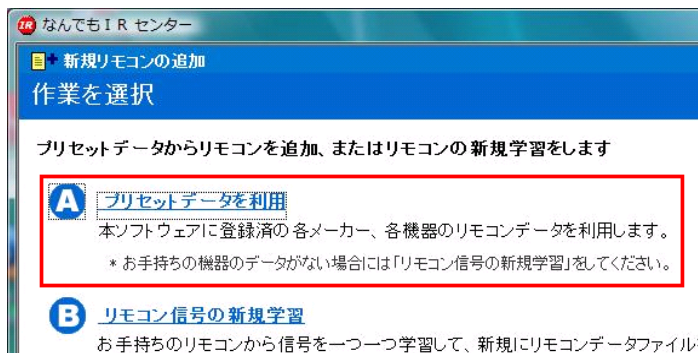 IR なんでもＩＲ センター
新規リモコンの追加
作業を選択
プリセットデータからリモコンを追加、またはリモコンの新規学習をします
A プリセットデータを利用
本ソフトウェアに登録済の各メーカー、各機器のリモコンデータを利用します。
* お手持ちの機器のデータがない場合には「リモコン信号の新規学習」をしてください。
B リモコン信号の新規学習
お手持ちのリモコンから信号を一つ一つ学習して、新規にリモコンデータファイル